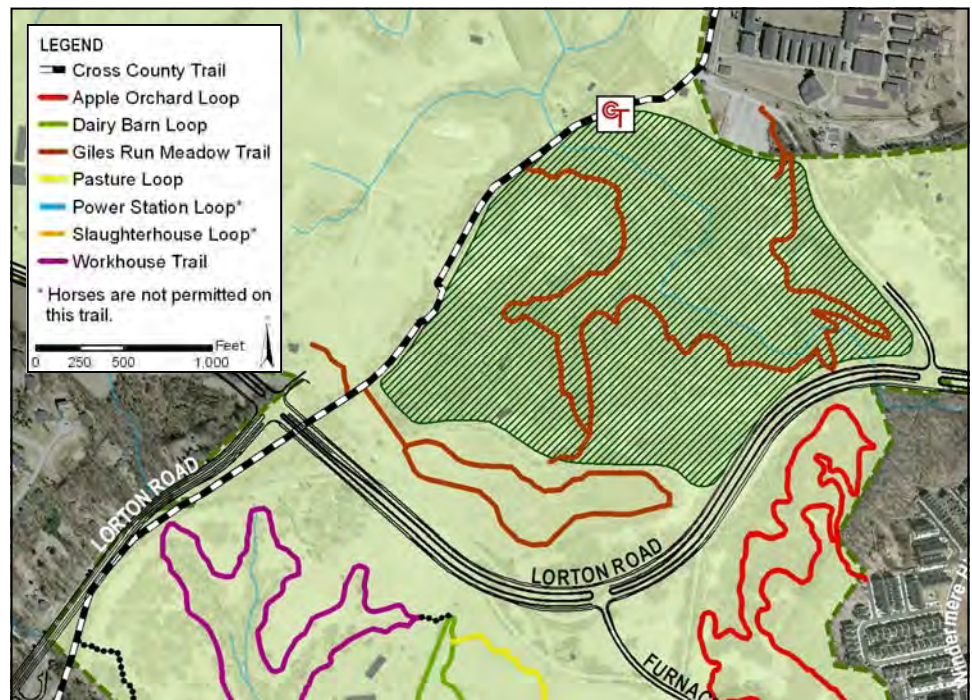 LEGEND
Cross County Trail
Apple Orchard Loop
Dairy Barn Loop
Giles Run Meadow Trail
Pasture Loop
Power Station Loop*
Slaughterhouse Loop*
Workhouse Trail
* Horses are not permitted on
this trail.
Feet
0 250 500 1,000
CCT
LORTON ROAD
LORTON ROAD
FURNAC